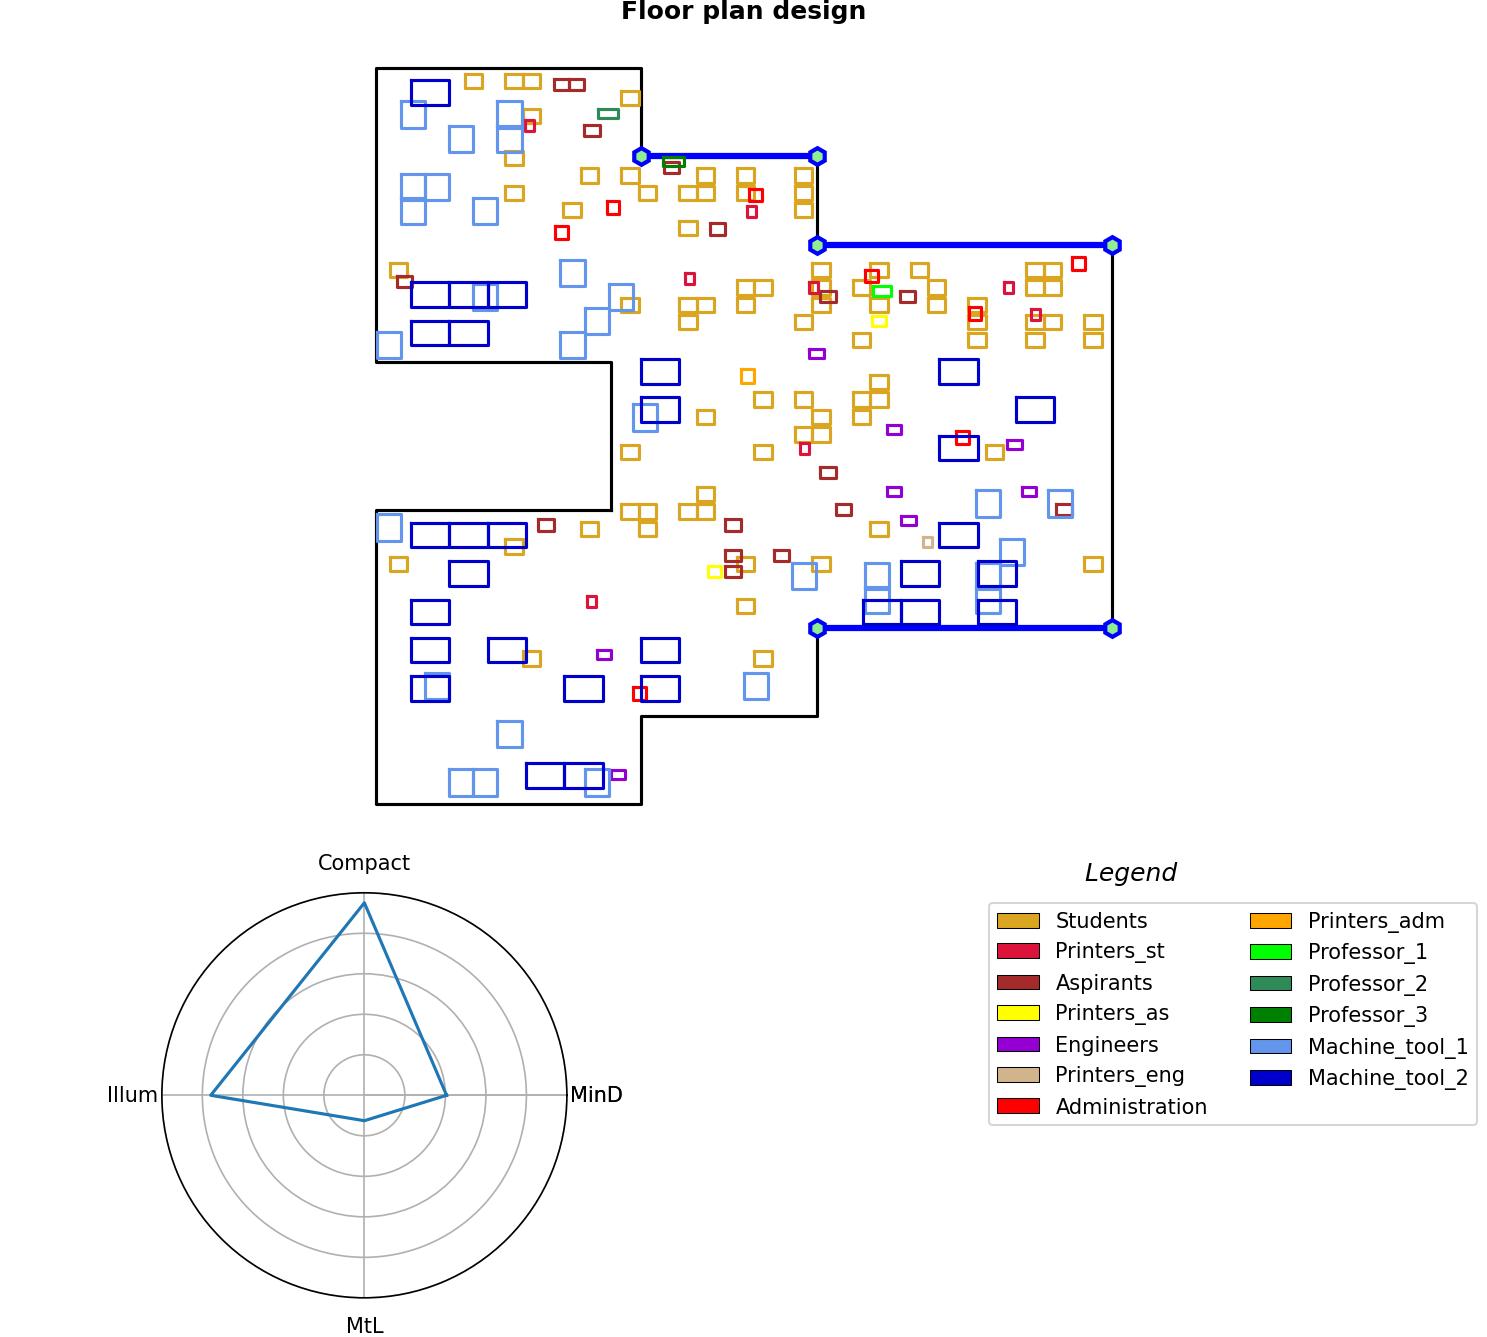 Floor plan design
Compact
Illum
MinD
MtL
Legend
Students
Printers_st
Aspirants
Printers_as
Engineers
Printers_eng
Administration
Printers_adm
Professor_1
Professor_2
Professor_3
Machine_tool_1
Machine_tool_2